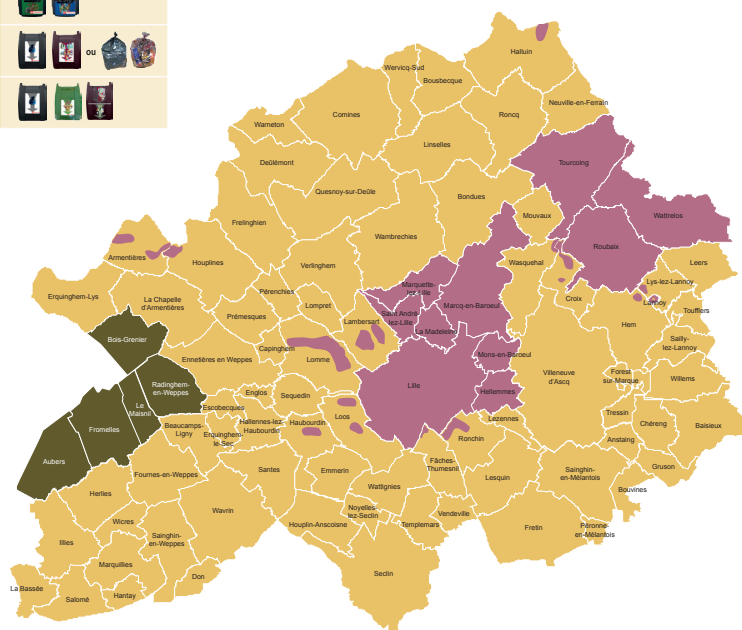 ou
Halluin
Wervicq-Sud
Bousbecque
Neuville-en-Ferrain
Comines
Roncq
Warneton
Linselles
Tourcoing
Deûlémont
Quesnoy-sur-Deûle
Bondues
Mouvaux
Wattrelos
Frelinghien
Wambrechies
Roubaix
Armentières
Houplines
Verlinghem
Wasquehal
Leers
Marquette-
lez-Lille
Lys-lez-Lannoy
Erquinghem-Lys
La Chapelle
d'Armentières
Pérenchies
Lompret
Marcq-en-Baroeul
Croix
Lannoy
Toufflers
Prémesques
Lambersart
Saint André
lez-Lille
La Madeleine
Hem
Bois-Grenier
Capinghem
Lomme
Mons-en-Baroeul
Sailly-
lez-Lannoy
Ennetières en Weppes
Villeneuve
d'Ascq
Forest
sur-Marque
Willems
Radinghem-
en-Weppes
Lille
Hellemmes
Englos
Sequedin
Le
Maisnil
Escobecques
Loos
Lezennes
Tressin
Chéreng
Baisieux
Fromelles
Beaucamps-
Ligny
Erquinghem-
le-Sec
Hallennes-lez-
Haubourdin
Haubourdin
Ronchin
Anstaing
Aubers
Fournes-en-Weppes
Santes
Emmerin
Fâches-
Thumesnil
Lesquin
Sainghin-
en-Mélantois
Gruson
Herlies
Wattignies
Bouvines
Wicres
Wavrin
Noyelles-
lez-Seclin
Vendeville
Houplin-Ancoisne
Templemars
Fretin
Péronne-
en-Mélantois
Illies
Sainghin-
en-Weppes
Marquilles
Don
Seclin
La Bassée
Salomé
Hantay